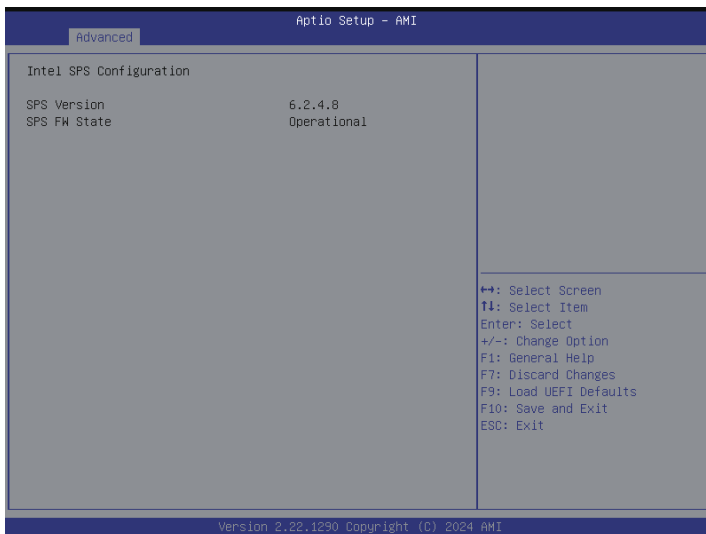 Aptio Setup – AMI
Advanced
Intel SPS Configuration
SPS Version 6.2.4.8
SPS FW State Operational
↔: Select Screen
↑↓: Select Item
Enter: Select
+/-: Change Option
F1: General Help
F7: Discard Changes
F9: Load UEFI Defaults
F10: Save and Exit
ESC: Exit
Version 2.22.1290 Copyright (C) 2024 AMI